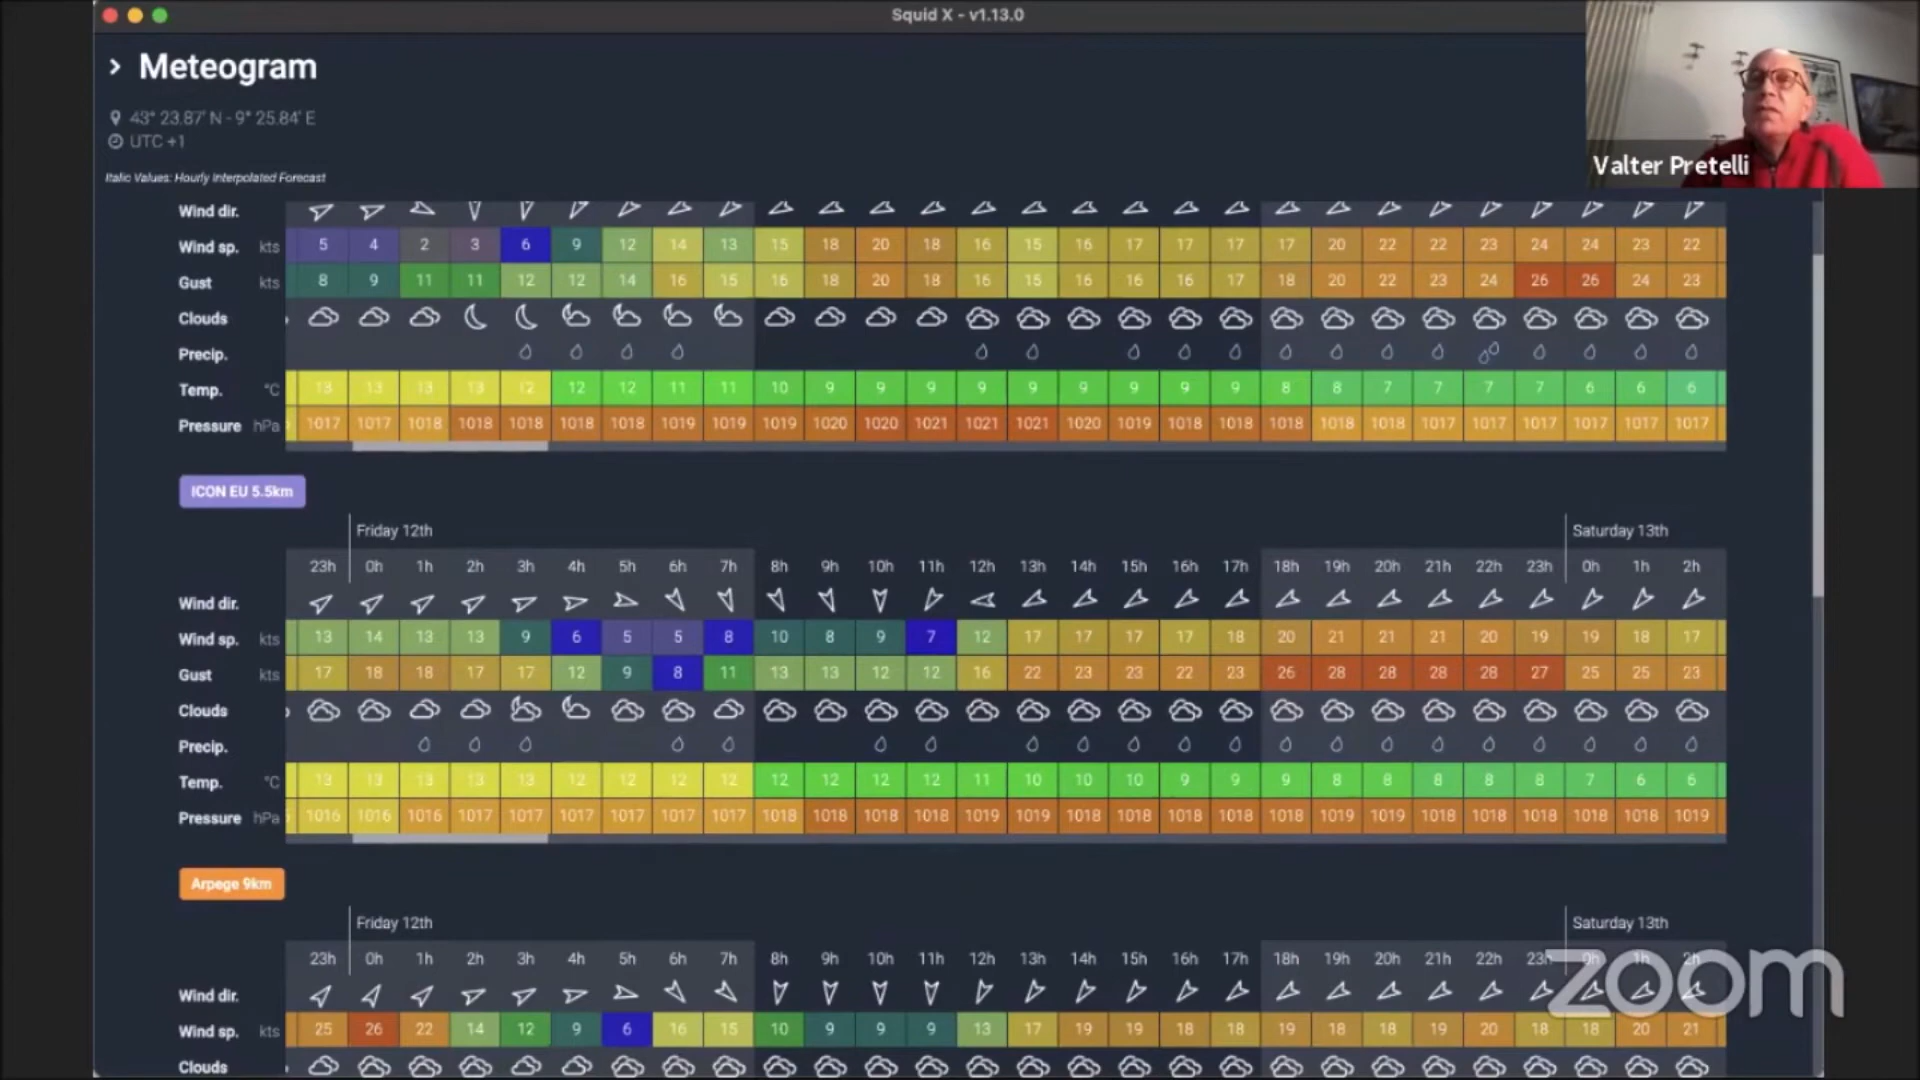 Squid X - v1.13.0
Meteogram
43° 23.87' N - 9° 25.84' E
UTC +1
Italic Values: Hourly Interpolated Forecast
Valter Pretelli
Wind dir.
Wind sp. kts 5 4 2 3 6 9 12 14 13 15 18 20 18 16 15 16 17 17 17 17 20 22 22 23 24 24 23 22
Gust kts 8 9 11 11 12 12 14 16 15 16 18 20 18 16 15 16 16 16 17 18 20 22 23 24 26 26 24 23
Clouds
Precip.
Temp. °C 13 13 13 13 12 12 12 11 11 10 9 9 9 9 9 9 9 9 9 8 8 7 7 7 7 6 6 6
Pressure hPa 1017 1017 1018 1018 1018 1018 1018 1019 1019 1019 1020 1020 1021 1021 1021 1020 1019 1018 1018 1018 1018 1018 1017 1017 1017 1017 1017 1017
ICON EU 5.5km
Friday 12th Saturday 13th
23h 0h 1h 2h 3h 4h 5h 6h 7h 8h 9h 10h 11h 12h 13h 14h 15h 16h 17h 18h 19h 20h 21h 22h 23h 0h 1h 2h
Wind dir.
Wind sp. kts 13 14 13 13 9 6 5 5 8 10 8 9 7 12 17 17 17 17 18 20 21 21 21 20 19 19 18 17
Gust kts 17 18 18 17 17 12 9 8 11 13 13 12 12 16 22 23 23 22 23 26 28 28 28 28 27 25 25 23
Clouds
Precip.
Temp. °C 13 13 13 13 13 12 12 12 12 12 12 12 12 11 10 10 10 9 9 9 8 8 8 8 8 7 6 6
Pressure hPa 1016 1016 1016 1017 1017 1017 1017 1017 1017 1018 1018 1018 1018 1019 1019 1018 1018 1018 1018 1018 1019 1019 1018 1018 1018 1018 1018 1019
Arpege 9km
Friday 12th Saturday 13th
23h 0h 1h 2h 3h 4h 5h 6h 7h 8h 9h 10h 11h 12h 13h 14h 15h 16h 17h 18h 19h 20h 21h 22h 23h 0h 1h 2h
Wind dir.
Wind sp. kts 25 26 22 14 12 9 6 16 15 10 9 9 9 13 17 19 19 18 18 19 18 18 19 20 18 18 20 21
Clouds
zoom